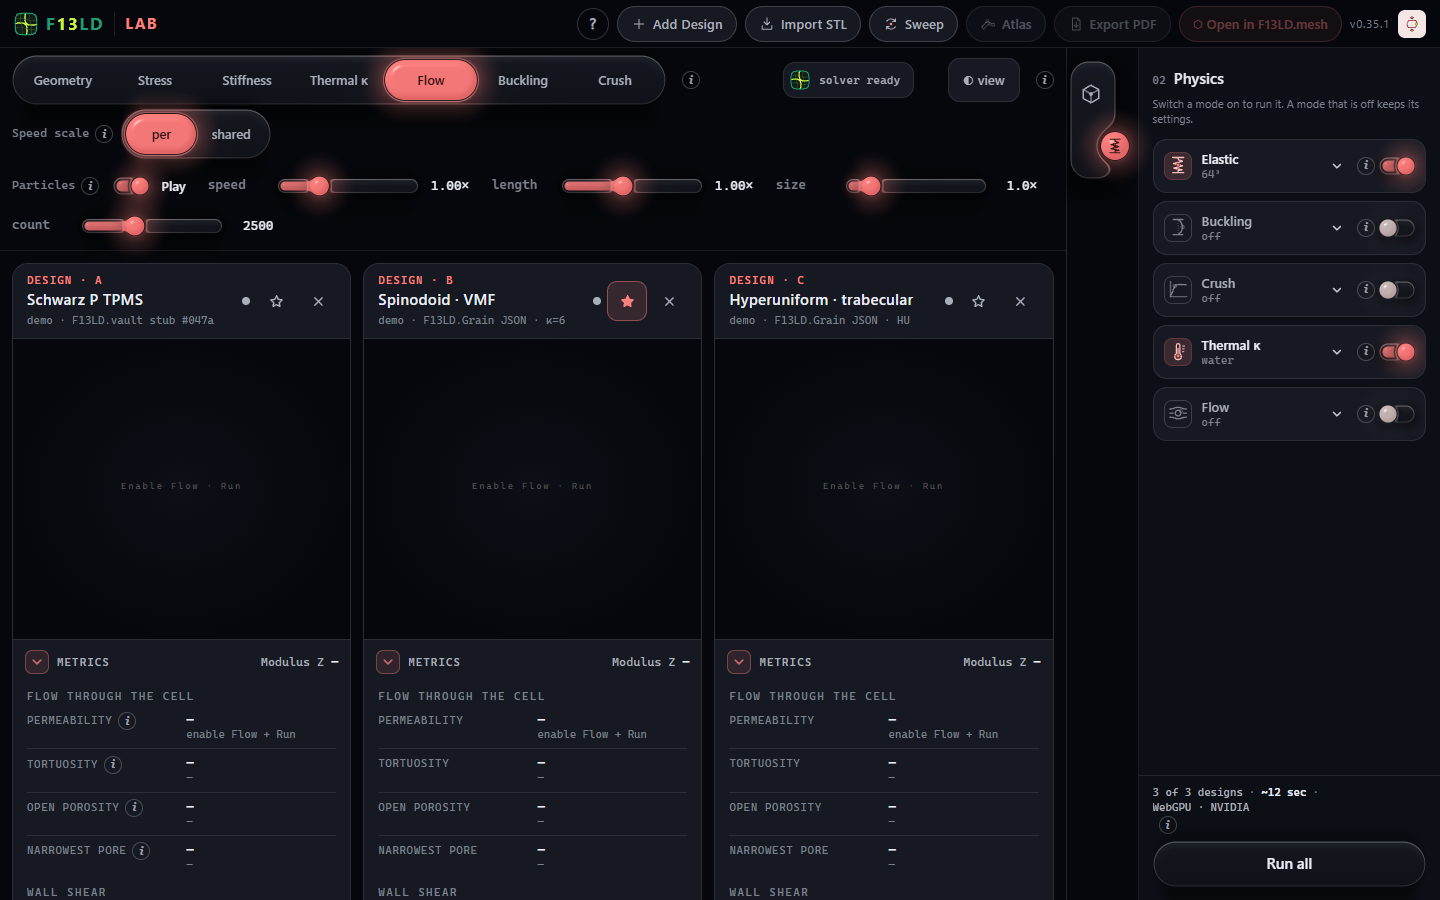 F13LD LAB
? + Add Design Import STL Sweep Atlas Export PDF Open in F13LD.mesh v0.35.1
Geometry Stress Stiffness Thermal κ Flow Buckling Crush i solver ready view i
Speed scale i per shared
Particles i Play speed 1.00× length 1.00× size 1.0×
count 2500
DESIGN · A
Schwarz P TPMS
demo · F13LD.vault stub #047a
Enable Flow · Run
METRICS Modulus Z —
FLOW THROUGH THE CELL
PERMEABILITY i —
enable Flow + Run
TORTUOSITY i —
—
OPEN POROSITY i —
—
NARROWEST PORE i —
—
WALL SHEAR
DESIGN · B
Spinodoid · VMF
demo · F13LD.Grain JSON · κ=6
Enable Flow · Run
METRICS Modulus Z —
FLOW THROUGH THE CELL
PERMEABILITY —
enable Flow + Run
TORTUOSITY —
—
OPEN POROSITY —
—
NARROWEST PORE —
—
WALL SHEAR
DESIGN · C
Hyperuniform · trabecular
demo · F13LD.Grain JSON · HU
Enable Flow · Run
METRICS Modulus Z —
FLOW THROUGH THE CELL
PERMEABILITY —
enable Flow + Run
TORTUOSITY —
—
OPEN POROSITY —
—
NARROWEST PORE —
—
WALL SHEAR
02 Physics
Switch a mode on to run it. A mode that is off keeps its
settings.
Elastic i
64³
Buckling i
off
Crush i
off
Thermal κ i
water
Flow i
off
3 of 3 designs · ~12 sec ·
WebGPU · NVIDIA
i
Run all